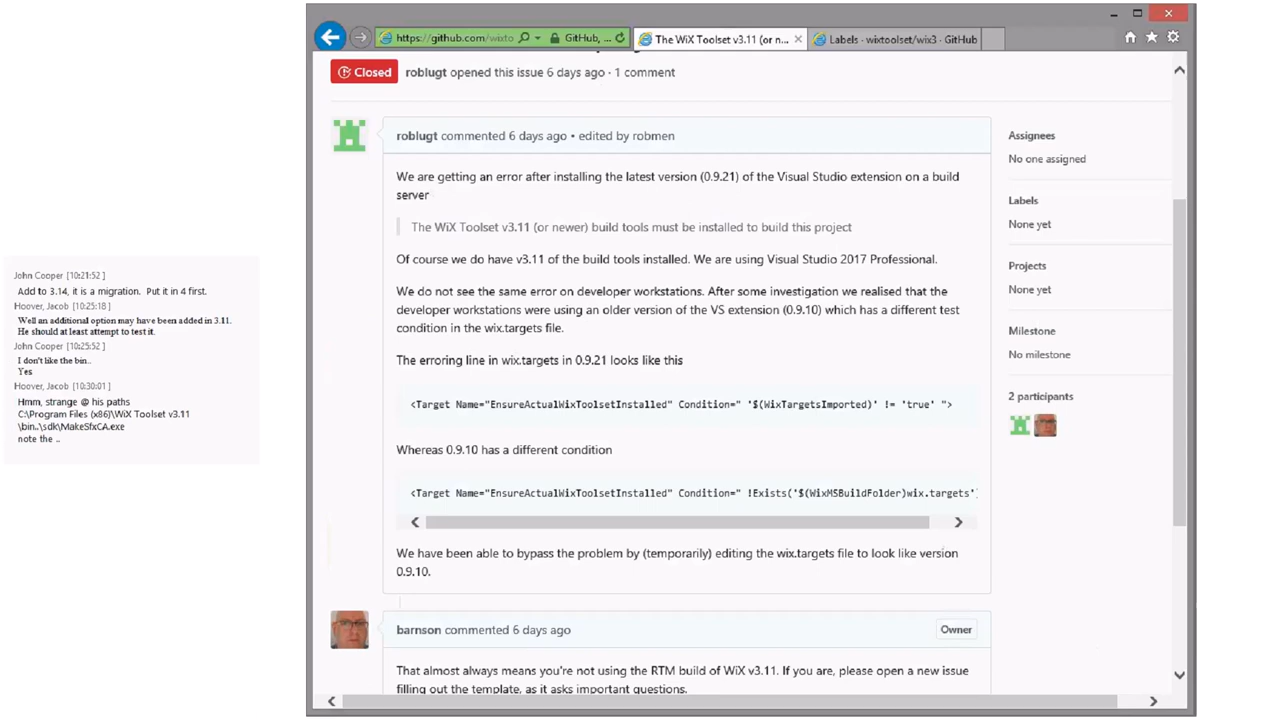 John Cooper [10:21:52]
Add to 3.14, it is a migration. Put it in 4 first.
Hoover, Jacob [10:25:18]
Well an additional option may have been added in 3.11.
He should at least attempt to test it.
John Cooper [10:25:52]
I don't like the bin..
Yes
Hoover, Jacob [10:30:01]
Hmm, strange @ his paths
C:\Program Files (x86)\WiX Toolset v3.11
\bin..\sdk\MakeSfxCA.exe
note the ..
https://github.com/wixto
GitHub, ...
The WiX Toolset v3.11 (or n...
Labels · wixtoolset/wix3 · GitHub
Closed
roblugt opened this issue 6 days ago · 1 comment
roblugt commented 6 days ago • edited by robmen
We are getting an error after installing the latest version (0.9.21) of the Visual Studio extension on a build
server
The WiX Toolset v3.11 (or newer) build tools must be installed to build this project
Of course we do have v3.11 of the build tools installed. We are using Visual Studio 2017 Professional.
We do not see the same error on developer workstations. After some investigation we realised that the
developer workstations were using an older version of the VS extension (0.9.10) which has a different test
condition in the wix.targets file.
The erroring line in wix.targets in 0.9.21 looks like this
<Target Name="EnsureActualWixToolsetInstalled" Condition=" '$(WixTargetsImported)' != 'true' ">
Whereas 0.9.10 has a different condition
<Target Name="EnsureActualWixToolsetInstalled" Condition=" !Exists('$(WixMSBuildFolder)wix.targets'
We have been able to bypass the problem by (temporarily) editing the wix.targets file to look like version
0.9.10.
barnson commented 6 days ago
Owner
That almost always means you're not using the RTM build of WiX v3.11. If you are, please open a new issue
filling out the template, as it asks important questions.
Assignees
No one assigned
Labels
None yet
Projects
None yet
Milestone
No milestone
2 participants